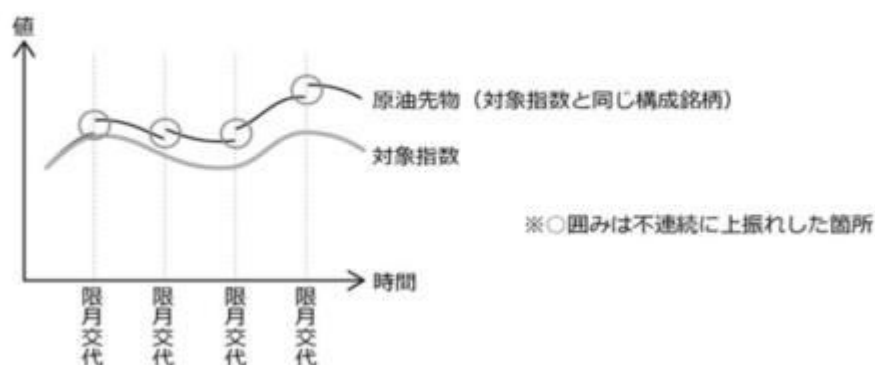 値
原油先物（対象指数と同じ構成銘柄）
対象指数
※○囲みは不連続に上振れした箇所
時間
限月交代
限月交代
限月交代
限月交代